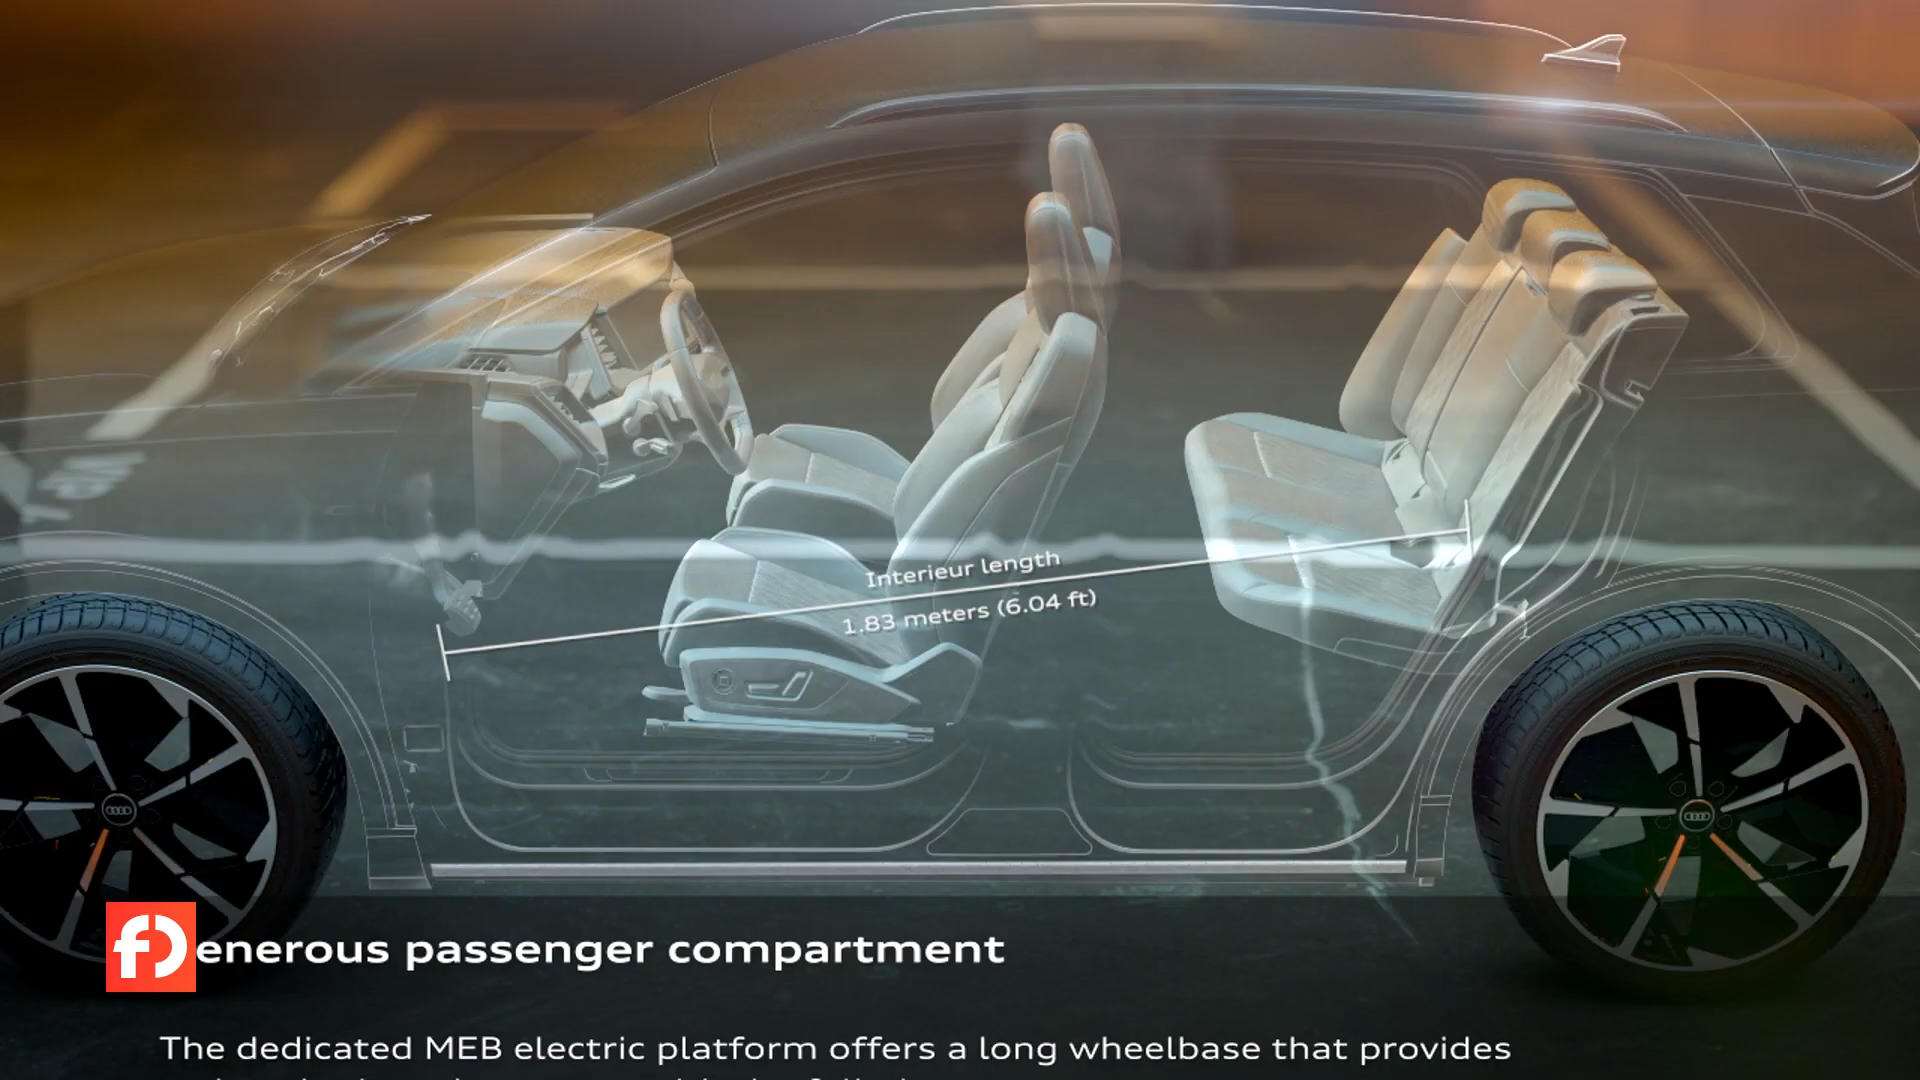 Interieur length
1.83 meters (6.04 ft)
enerous passenger compartment
The dedicated MEB electric platform offers a long wheelbase that provides